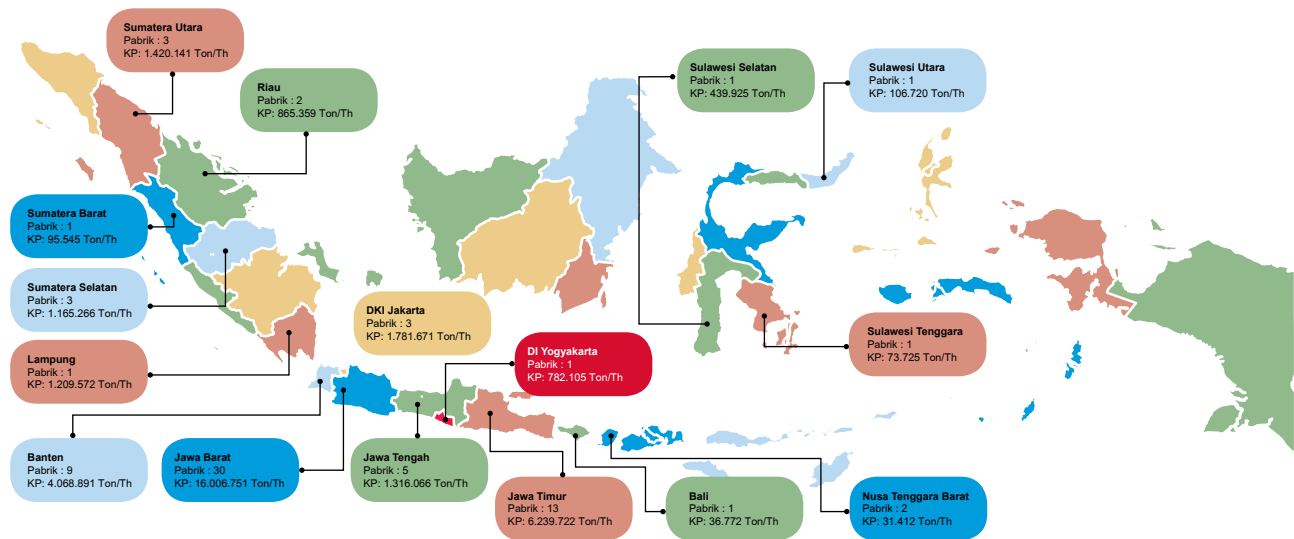 Sumatera Utara
Pabrik : 3
KP: 1.420.141 Ton/Th
Riau
Pabrik : 2
KP: 865.359 Ton/Th
Sulawesi Selatan
Pabrik : 1
KP: 439.925 Ton/Th
Sulawesi Utara
Pabrik : 1
KP: 106.720 Ton/Th
Sumatera Barat
Pabrik : 1
KP: 95.545 Ton/Th
Sumatera Selatan
Pabrik : 3
KP: 1.165.266 Ton/Th
DKI Jakarta
Pabrik : 3
KP: 1.781.671 Ton/Th
Lampung
Pabrik : 1
KP: 1.209.572 Ton/Th
DI Yogyakarta
Pabrik : 1
KP: 782.105 Ton/Th
Sulawesi Tenggara
Pabrik : 1
KP: 73.725 Ton/Th
Banten
Pabrik : 9
KP: 4.068.891 Ton/Th
Jawa Barat
Pabrik : 30
KP: 16.006.751 Ton/Th
Jawa Tengah
Pabrik : 5
KP: 1.316.066 Ton/Th
Jawa Timur
Pabrik : 13
KP: 6.239.722 Ton/Th
Bali
Pabrik : 1
KP: 36.772 Ton/Th
Nusa Tenggara Barat
Pabrik : 2
KP: 31.412 Ton/Th